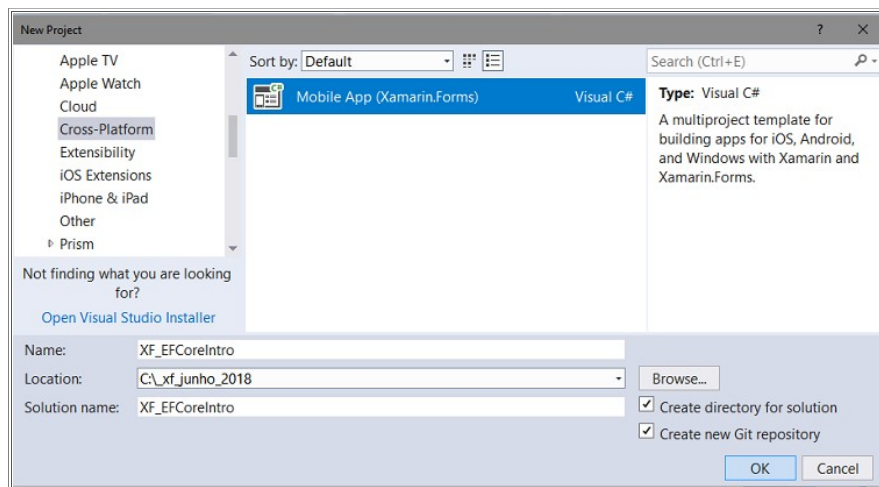 New Project
?
Apple TV
Apple Watch
Cloud
Cross-Platform
Extensibility
iOS Extensions
iPhone & iPad
Other
Prism
Not finding what you are looking
for?
Open Visual Studio Installer
Sort by: Default
Mobile App (Xamarin.Forms) Visual C#
Search (Ctrl+E)
Type: Visual C#
A multiproject template for
building apps for iOS, Android,
and Windows with Xamarin and
Xamarin.Forms.
Name: XF_EFCoreIntro
Location: C:\_xf_junho_2018 Browse...
Solution name: XF_EFCoreIntro
Create directory for solution
Create new Git repository
OK Cancel